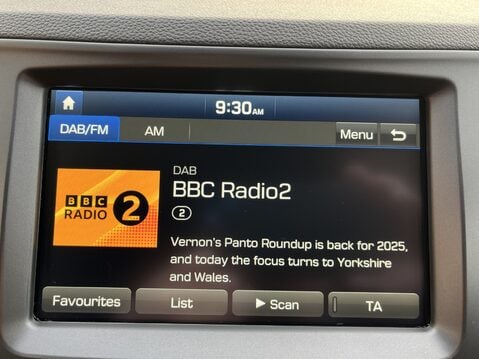 9:30AM
DAB/FM AM Menu
DAB
BBC Radio2
2
BBC
RADIO 2
Vernon's Panto Roundup is back for 2025,
and today the focus turns to Yorkshire
and Wales.
Favourites List Scan TA